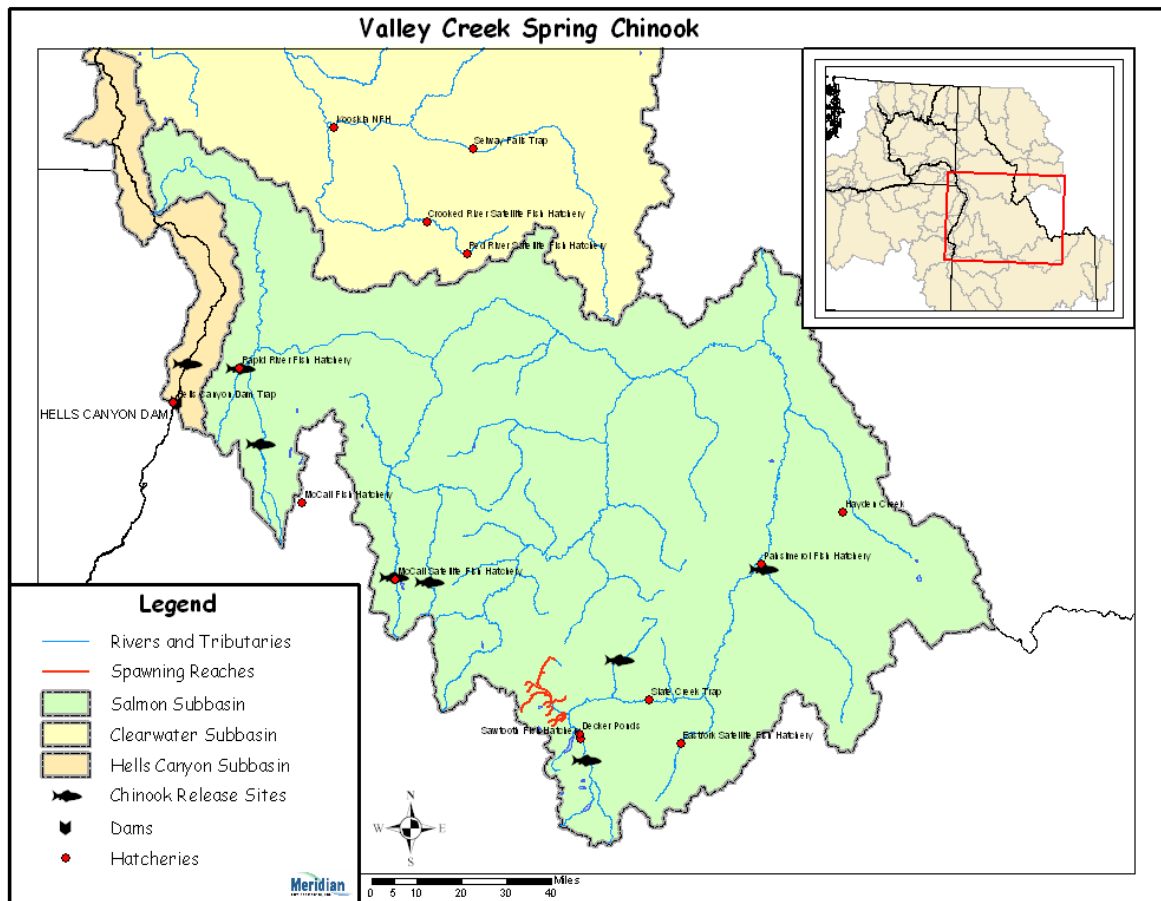 Valley Creek Spring Chinook
Kooskia NFH
Selway Falls Trap
Crooked River Satellite Fish Hatchery
Red River Satellite Fish Hatchery
Rapid River Fish Hatchery
Hells Canyon Dam Trap
HELLS CANYON DAM
McCall Fish Hatchery
Hayden Creek
Pahsimeroi Fish Hatchery
McCall Satellite Fish Hatchery
Slate Creek Trap
Decker Ponds
Sawtooth Fish Hatchery
Eastfork Satellite Fish Hatchery
Legend
Rivers and Tributaries
Spawning Reaches
Salmon Subbasin
Clearwater Subbasin
Hells Canyon Subbasin
Chinook Release Sites
Dams
Hatcheries
N
W E
S
Meridian
Miles
0 5 10 20 30 40